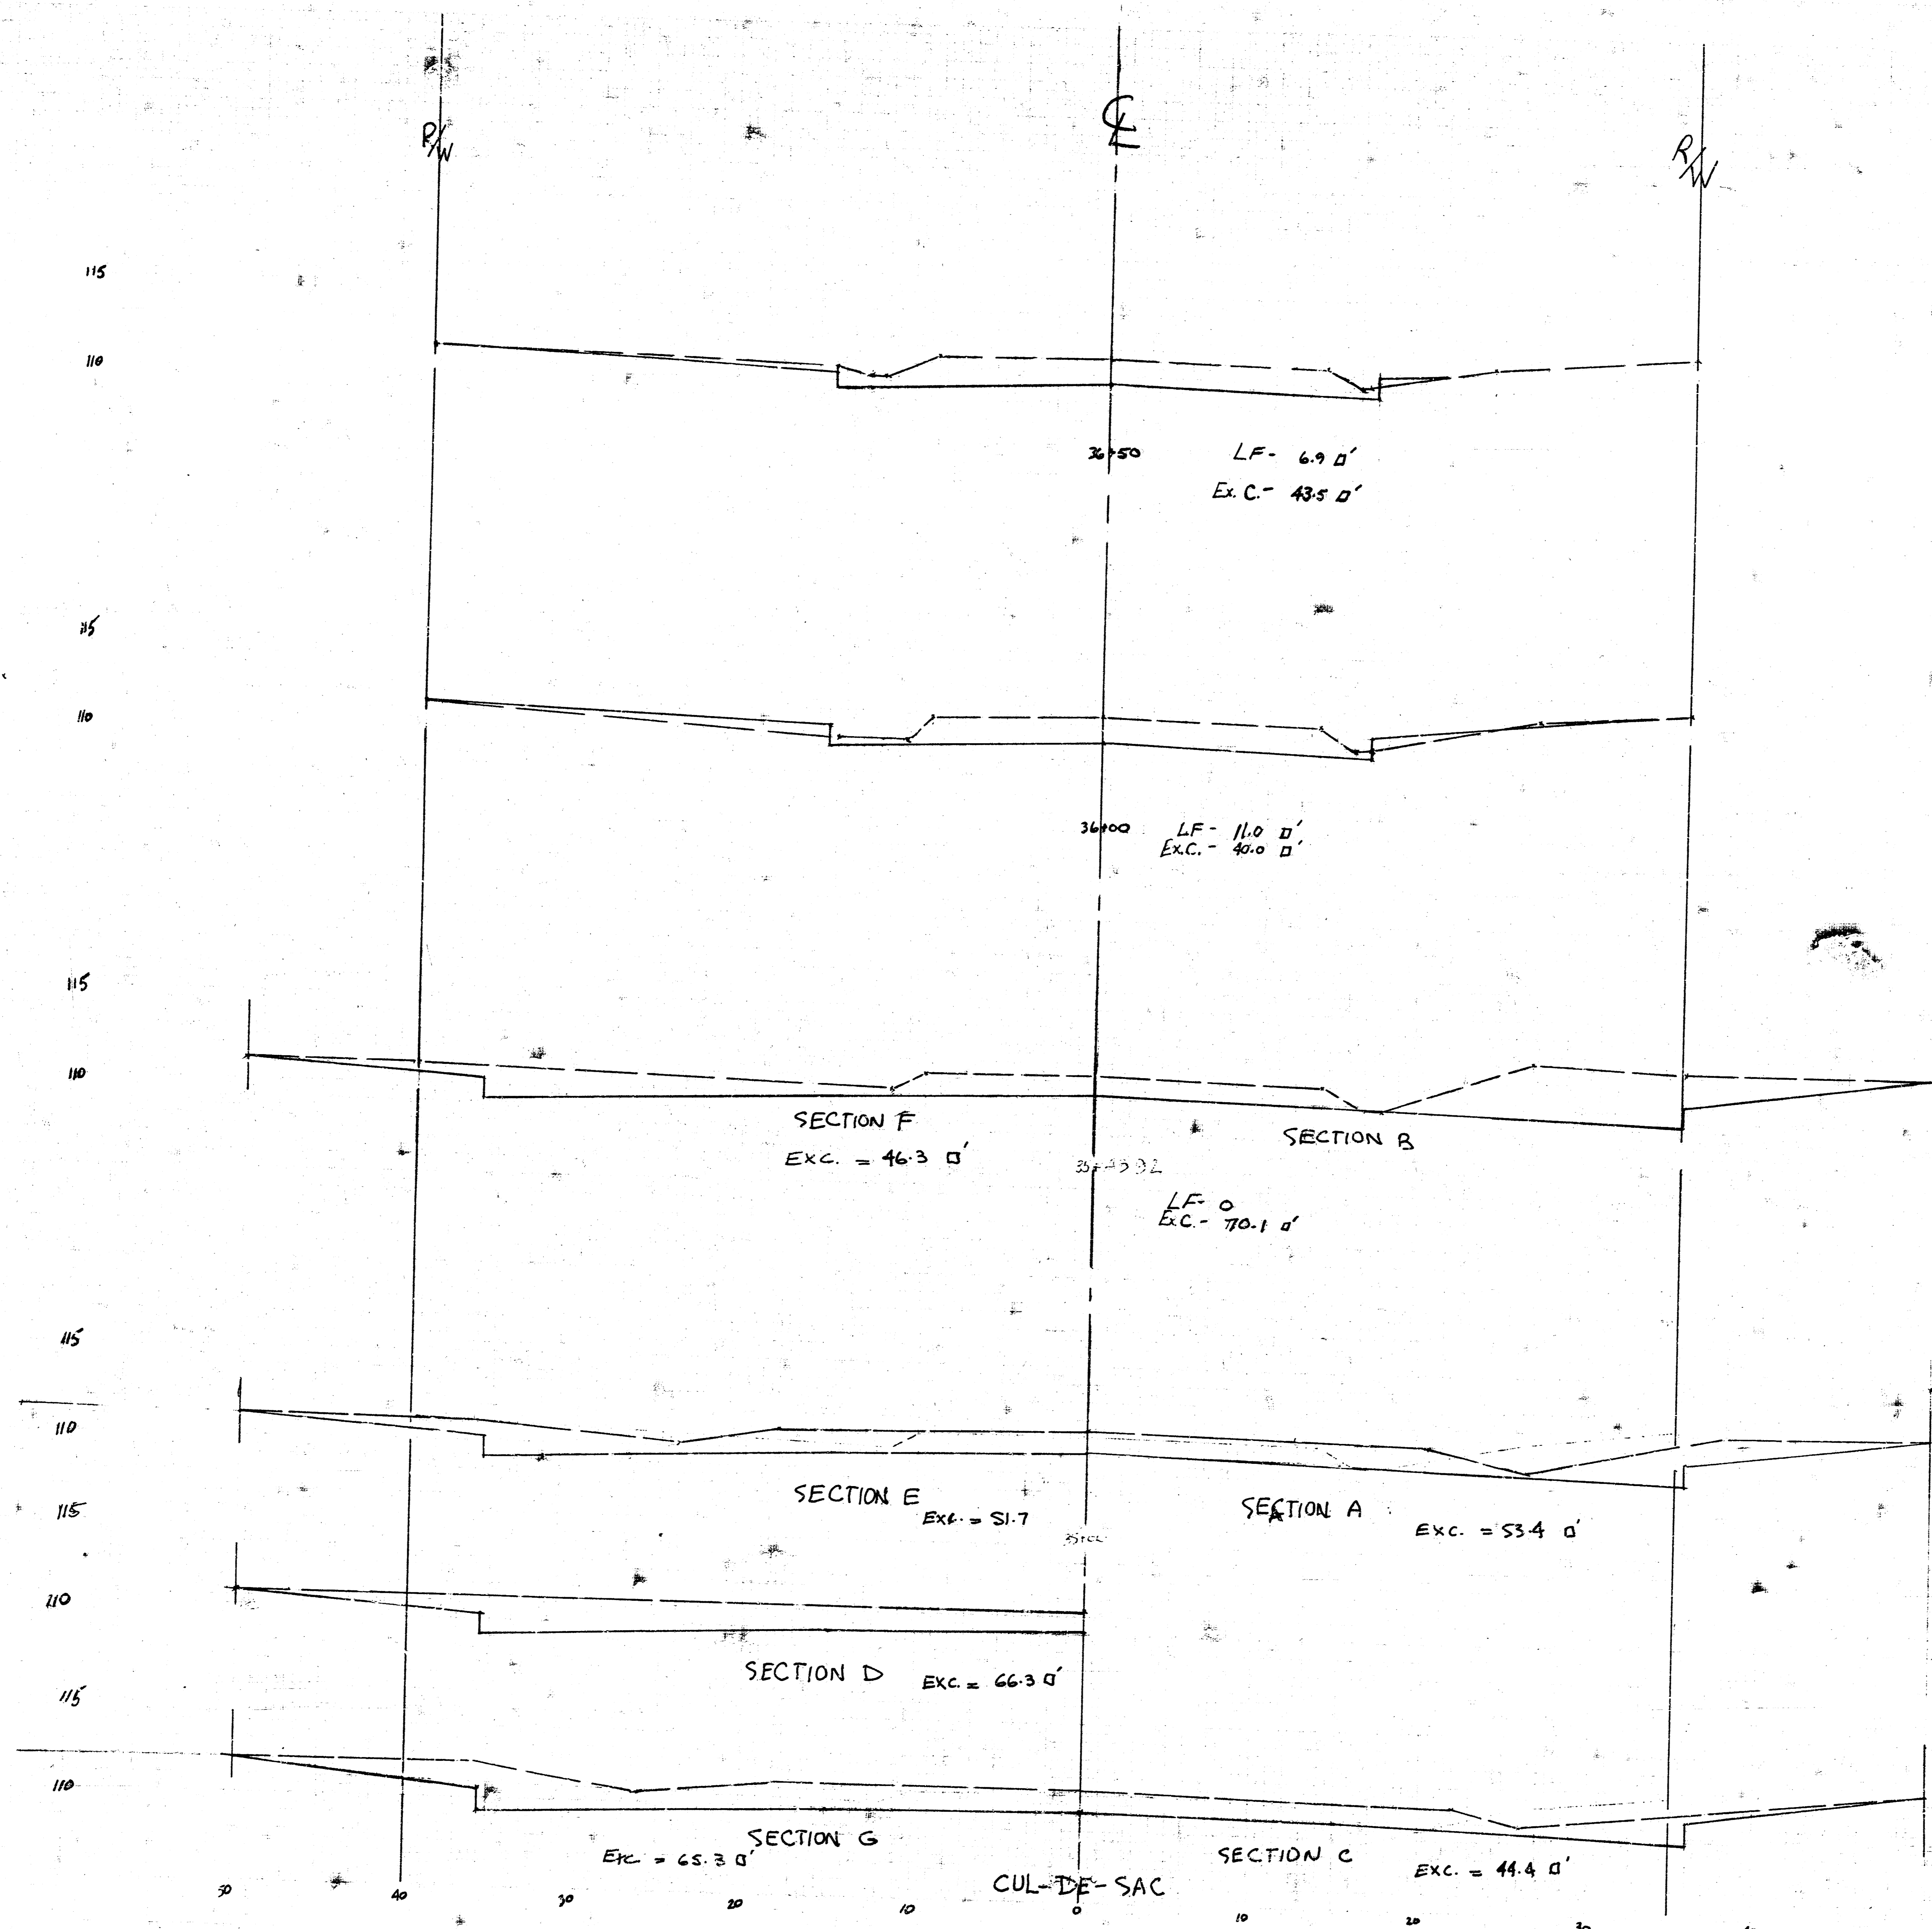 R/W
℄
R/W
115
110
36+50
LF- 6.9 □'
Ex. C.- 43.5 □'
115
110
36+00
LF- 11.0 □'
Ex.C.- 40.0 □'
115
110
SECTION F
SECTION B
EXC. = 46.3 □'
LF- 0
Ex.C.- 70.1 □'
115
110
SECTION E
SECTION A
Exc. = 51.7
EXC. = 53.4 □'
115
110
SECTION D
EXC. = 66.3 □'
115
110
SECTION G
SECTION C
Exc = 65.3 □'
EXC. = 44.4 □'
CUL-DE-SAC
50 40 30 20 10 0 10 20 30